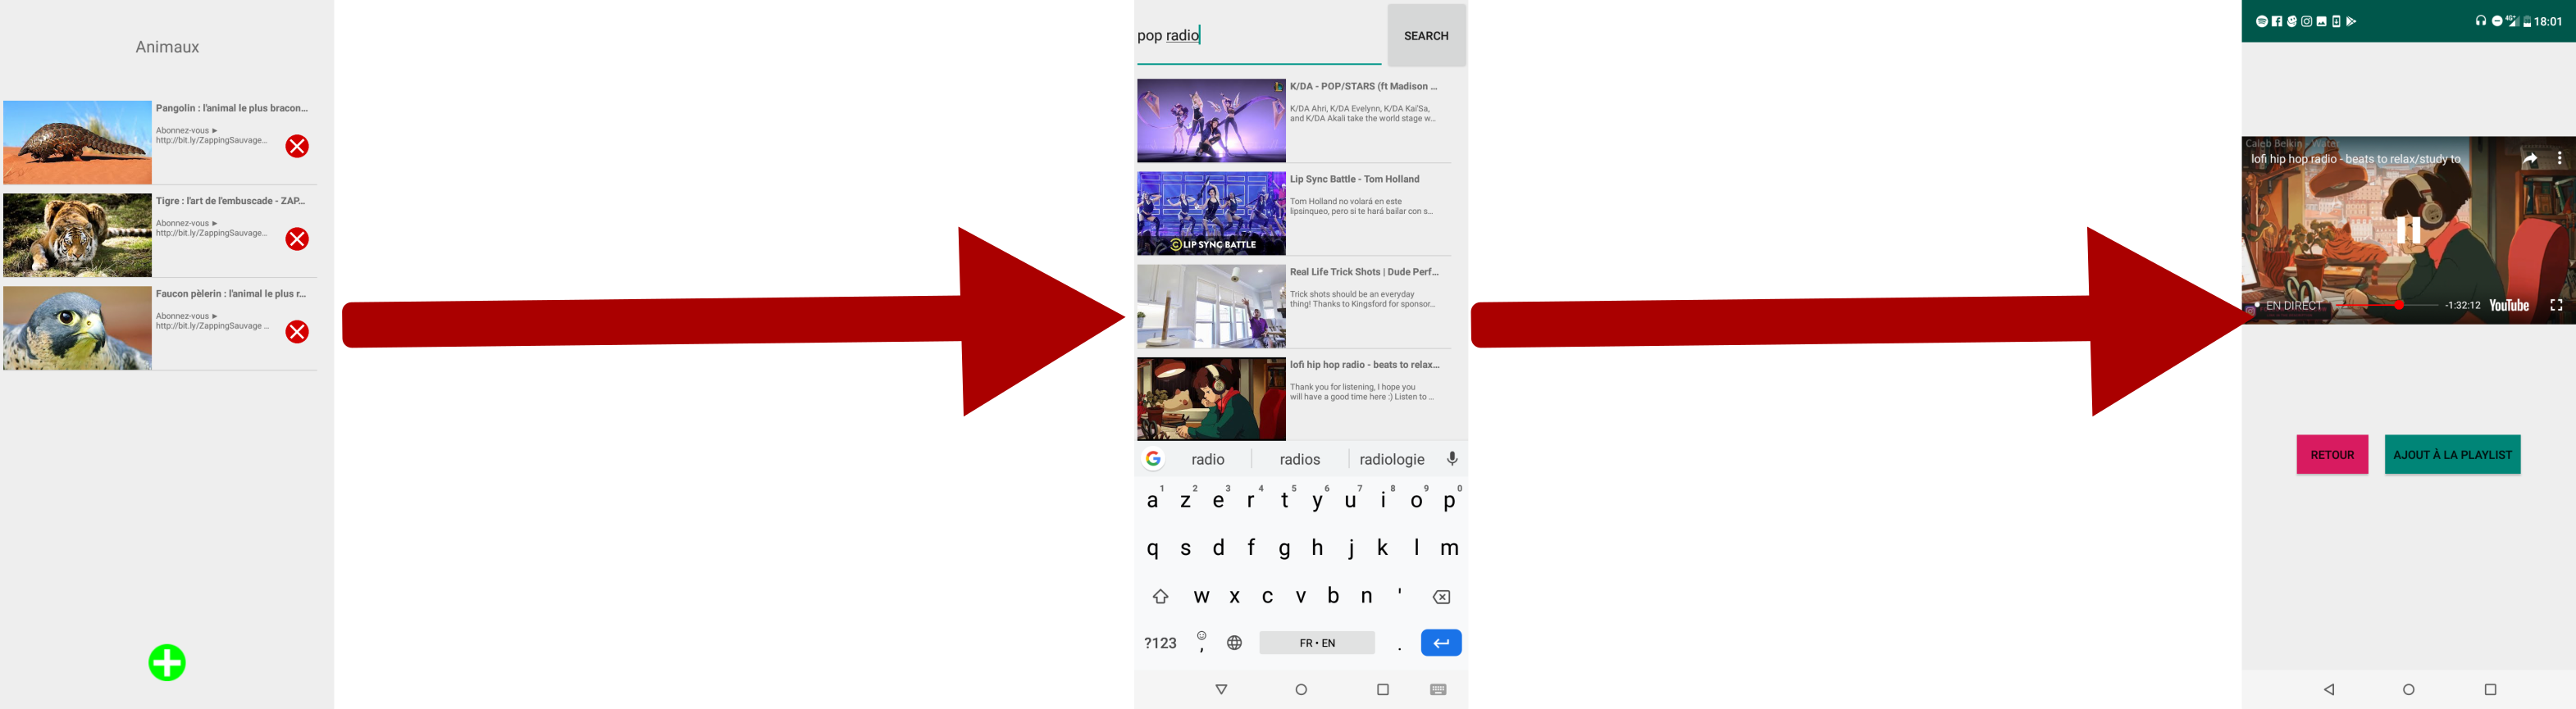 Animaux
Pangolin : l'animal le plus bracon...
Abonnez-vous ►
http://bit.ly/ZappingSauvage...
Tigre : l'art de l'embuscade - ZAP...
Abonnez-vous ►
http://bit.ly/ZappingSauvage...
Faucon pèlerin : l'animal le plus r...
Abonnez-vous ►
http://bit.ly/ZappingSauvage ...
pop radio
SEARCH
K/DA - POP/STARS (ft Madison ...
K/DA Ahri, K/DA Evelynn, K/DA Kai'Sa,
and K/DA Akali take the world stage w...
Lip Sync Battle - Tom Holland
Tom Holland no volará en este
lipsinqueo, pero si te hará bailar con s...
LIP SYNC BATTLE
Real Life Trick Shots | Dude Perf...
Trick shots should be an everyday
thing! Thanks to Kingsford for sponsor...
lofi hip hop radio - beats to relax...
Thank you for listening, I hope you
will have a good time here :) Listen to ...
radio radios radiologie
a 1 z 2 e 3 r 4 t 5 y 6 u 7 i 8 o 9 p 0
q s d f g h j k l m
w x c v b n '
?123 , FR • EN .
4G 18:01
Caleb Belkin - Water
lofi hip hop radio - beats to relax/study to
EN DIRECT -1:32:12 YouTube
RETOUR AJOUT À LA PLAYLIST